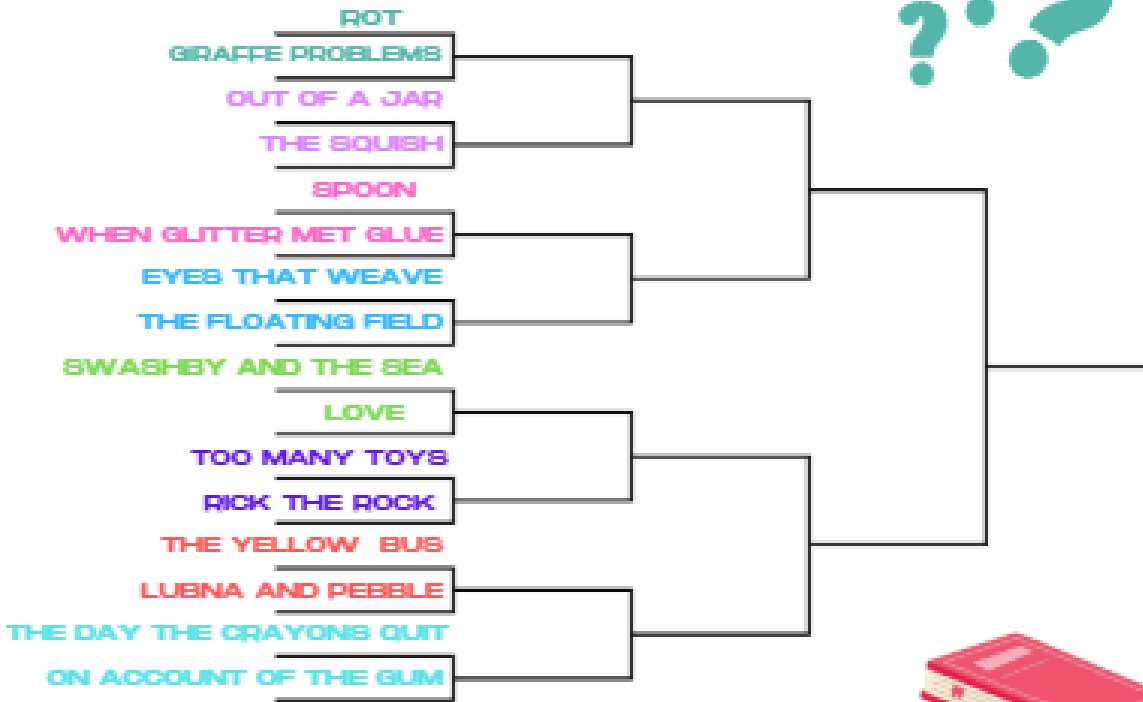 ROT
GIRAFFE PROBLEMS
OUT OF A JAR
THE SQUISH
SPOON
WHEN GLITTER MET GLUE
EYES THAT WEAVE
THE FLOATING FIELD
SWASHBY AND THE SEA
LOVE
TOO MANY TOYS
RICK THE ROCK
THE YELLOW BUS
LUBNA AND PEBBLE
THE DAY THE CRAYONS QUIT
ON ACCOUNT OF THE GUM
? ?